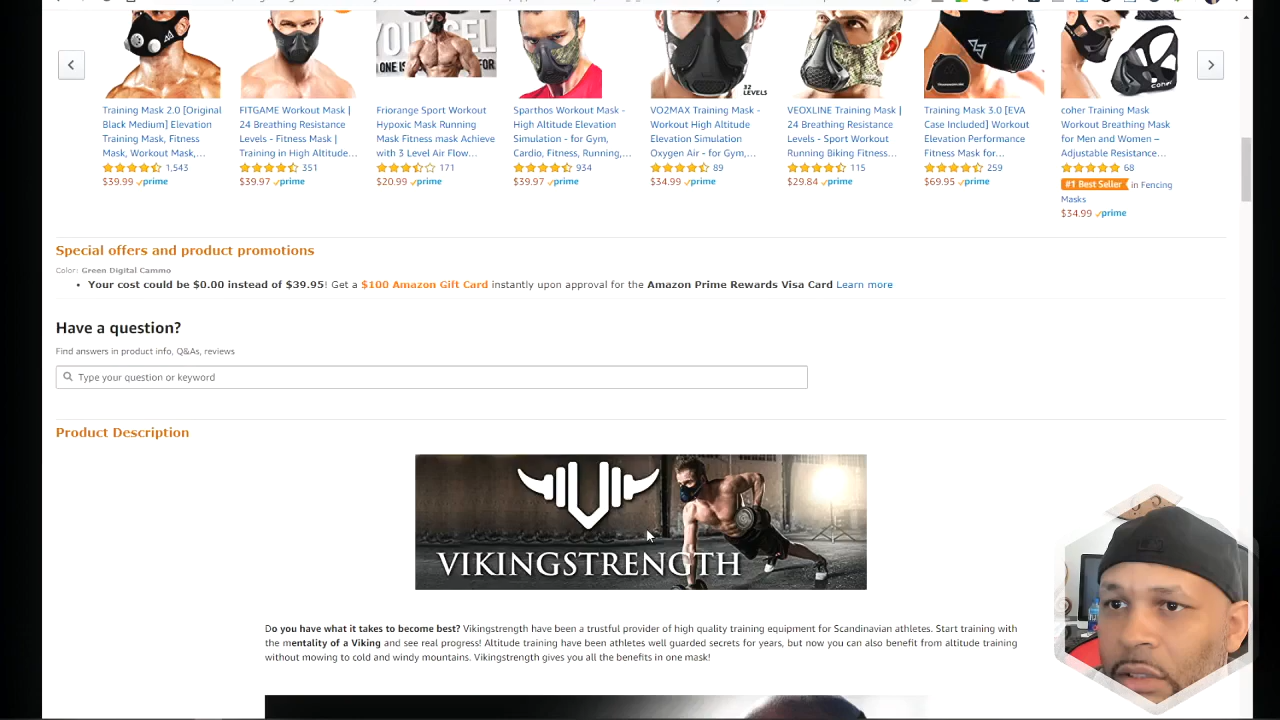 YOURSEL
ONE IS
32
LEVELS
coher
Training Mask 2.0 [Original
Black Medium] Elevation
Training Mask, Fitness
Mask, Workout Mask,...
1,543
$39.99 prime
FITGAME Workout Mask |
24 Breathing Resistance
Levels - Fitness Mask |
Training in High Altitude...
351
$39.97 prime
Friorange Sport Workout
Hypoxic Mask Running
Mask Fitness mask Achieve
with 3 Level Air Flow...
171
$20.99 prime
Sparthos Workout Mask -
High Altitude Elevation
Simulation - for Gym,
Cardio, Fitness, Running,...
934
$39.97 prime
VO2MAX Training Mask -
Workout High Altitude
Elevation Simulation
Oxygen Air - for Gym,...
89
$34.99 prime
VEOXLINE Training Mask |
24 Breathing Resistance
Levels - Sport Workout
Running Biking Fitness...
115
$29.84 prime
Training Mask 3.0 [EVA
Case Included] Workout
Elevation Performance
Fitness Mask for...
259
$69.95 prime
coher Training Mask
Workout Breathing Mask
for Men and Women –
Adjustable Resistance...
68
#1 Best Seller in Fencing
Masks
$34.99 prime
Special offers and product promotions
Color: Green Digital Cammo
• Your cost could be $0.00 instead of $39.95! Get a $100 Amazon Gift Card instantly upon approval for the Amazon Prime Rewards Visa Card Learn more
Have a question?
Find answers in product info, Q&As, reviews
Type your question or keyword
Product Description
VIKINGSTRENGTH
Do you have what it takes to become best? Vikingstrength have been a trustful provider of high quality training equipment for Scandinavian athletes. Start training with
the mentality of a Viking and see real progress! Altitude training have been athletes well guarded secrets for years, but now you can also benefit from altitude training
without mowing to cold and windy mountains. Vikingstrength gives you all the benefits in one mask!